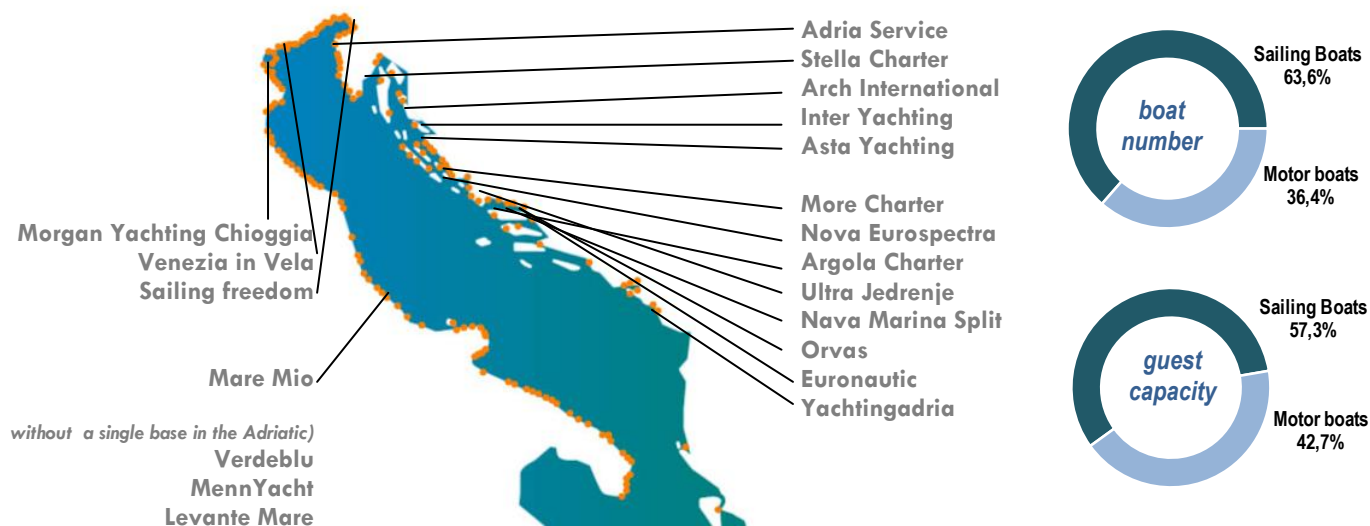 Adria Service
Stella Charter
Arch International
Inter Yachting
Asta Yachting
More Charter
Nova Eurospectra
Argola Charter
Ultra Jedrenje
Nava Marina Split
Orvas
Euronautic
Yachtingadria
Morgan Yachting Chioggia
Venezia in Vela
Sailing freedom
Mare Mio
without a single base in the Adriatic)
Verdeblu
MennYacht
Levante Mare
boat
number
Sailing Boats
63,6%
Motor boats
36,4%
guest
capacity
Sailing Boats
57,3%
Motor boats
42,7%